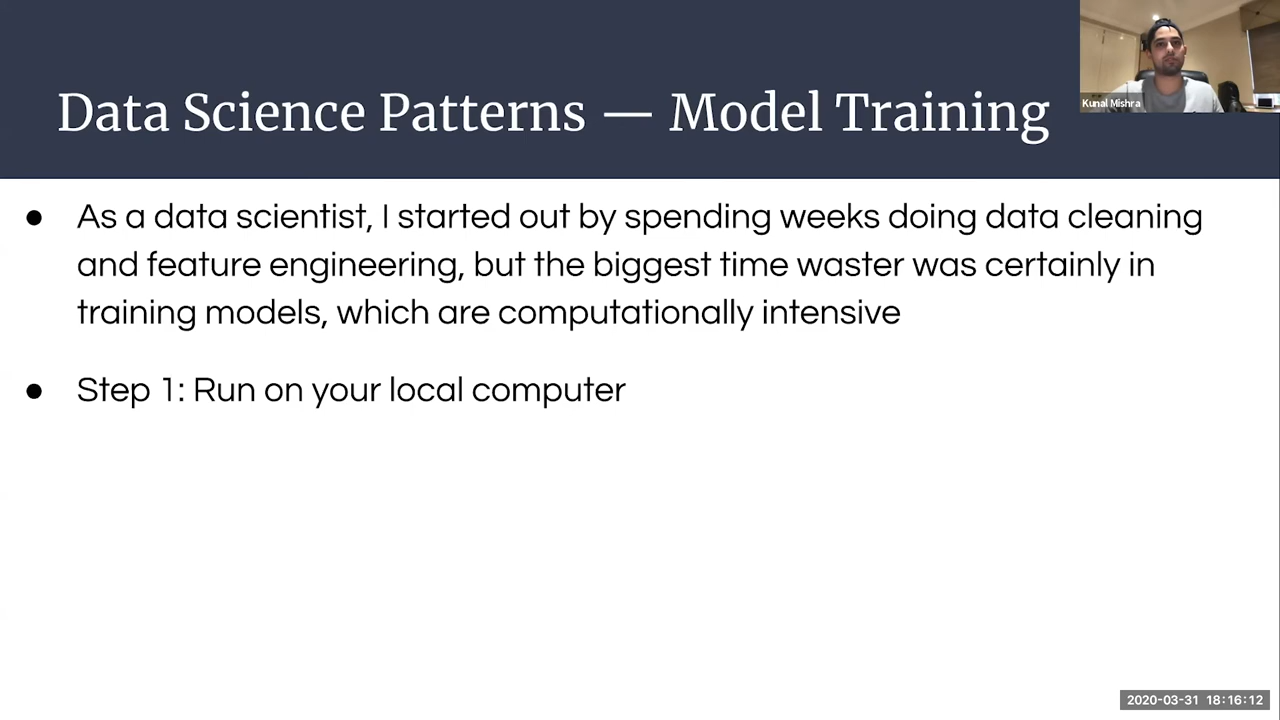 Data Science Patterns — Model Training
Kunal Mishra
● As a data scientist, I started out by spending weeks doing data cleaning
and feature engineering, but the biggest time waster was certainly in
training models, which are computationally intensive
● Step 1: Run on your local computer
2020-03-31 18:16:12